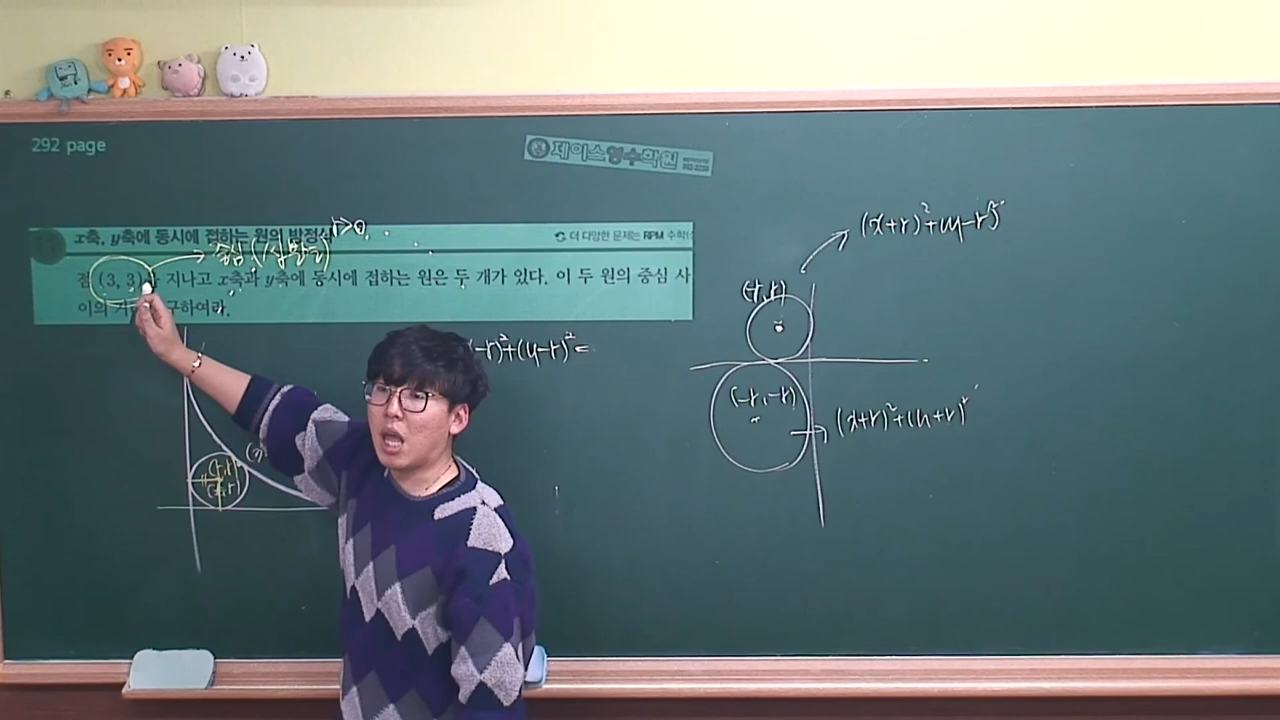 292 page
제이스영수학원
x축, y축에 동시에 접하는 원의 방정식
r>0
더 다양한 문제는 RPM 수학(
중심 (1사분면)
점 (3, 3)을 지나고 x축과 y축에 동시에 접하는 원은 두 개가 있다. 이 두 원의 중심 사
이의 거리 구하여라.
-r)²+(y-r)²=
(r,r)
(x+r)²+(y-r)²
(-r,r)
(-r,-r)
(x+r)²+(y+r)²